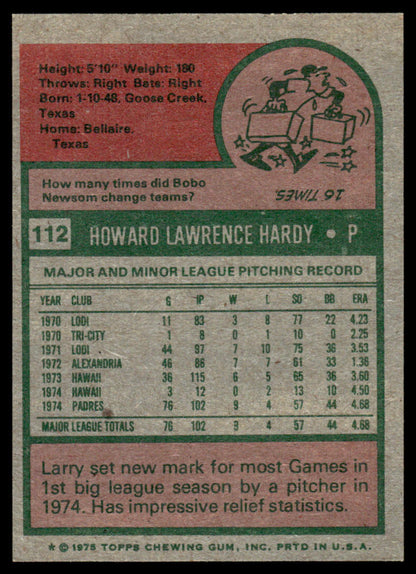 Height: 5'10" Weight: 180
Throws: Right Bats: Right
Born: 1-10-48, Goose Creek,
Texas
Home: Bellaire,
Texas
How many times did Bobo
Newsom change teams?
16 TIMES
112 HOWARD LAWRENCE HARDY • P
MAJOR AND MINOR LEAGUE PITCHING RECORD
YEAR CLUB G IP W L SO BB ERA
1970 LODI 11 83 3 8 77 22 4.23
1970 TRI-CITY 1 8 0 1 10 0 2.25
1971 LODI 44 97 7 10 75 36 3.53
1972 ALEXANDRIA 46 86 7 7 61 33 1.36
1973 HAWAII 36 115 6 5 65 36 3.60
1974 HAWAII 3 12 0 2 13 10 4.50
1974 PADRES 76 102 9 4 57 44 4.68
MAJOR LEAGUE TOTALS 76 102 9 4 57 44 4.68
Larry set new mark for most Games in
1st big league season by a pitcher in
1974. Has impressive relief statistics.
* © 1975 TOPPS CHEWING GUM, INC. PRTD IN U.S.A.